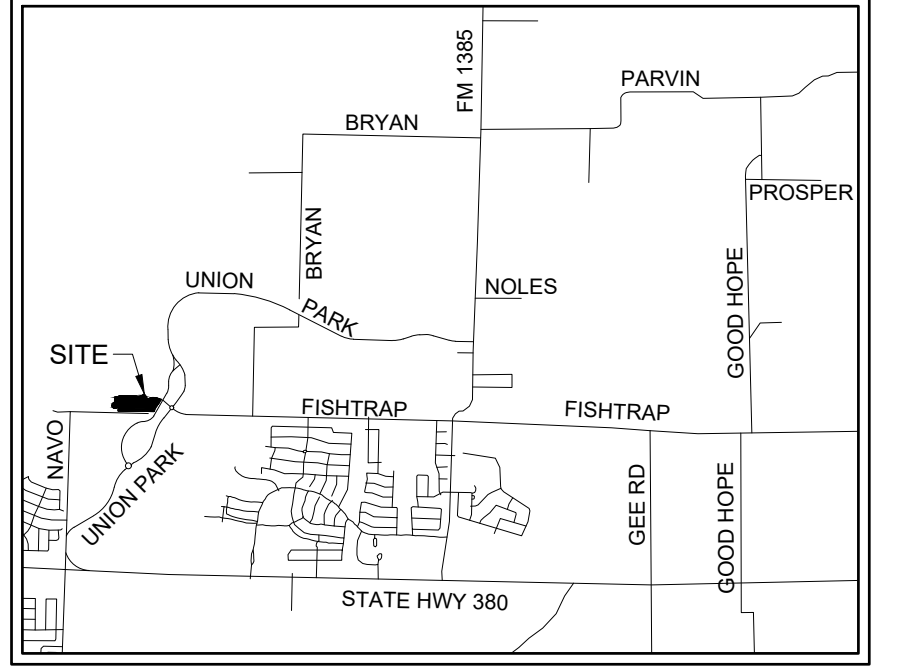 FM 1385
PARVIN
BRYAN
PROSPER
BRYAN
UNION
PARK
NOLES
GOOD HOPE
SITE
FISHTRAP
FISHTRAP
NAVO
UNION PARK
GEE RD
GOOD HOPE
STATE HWY 380